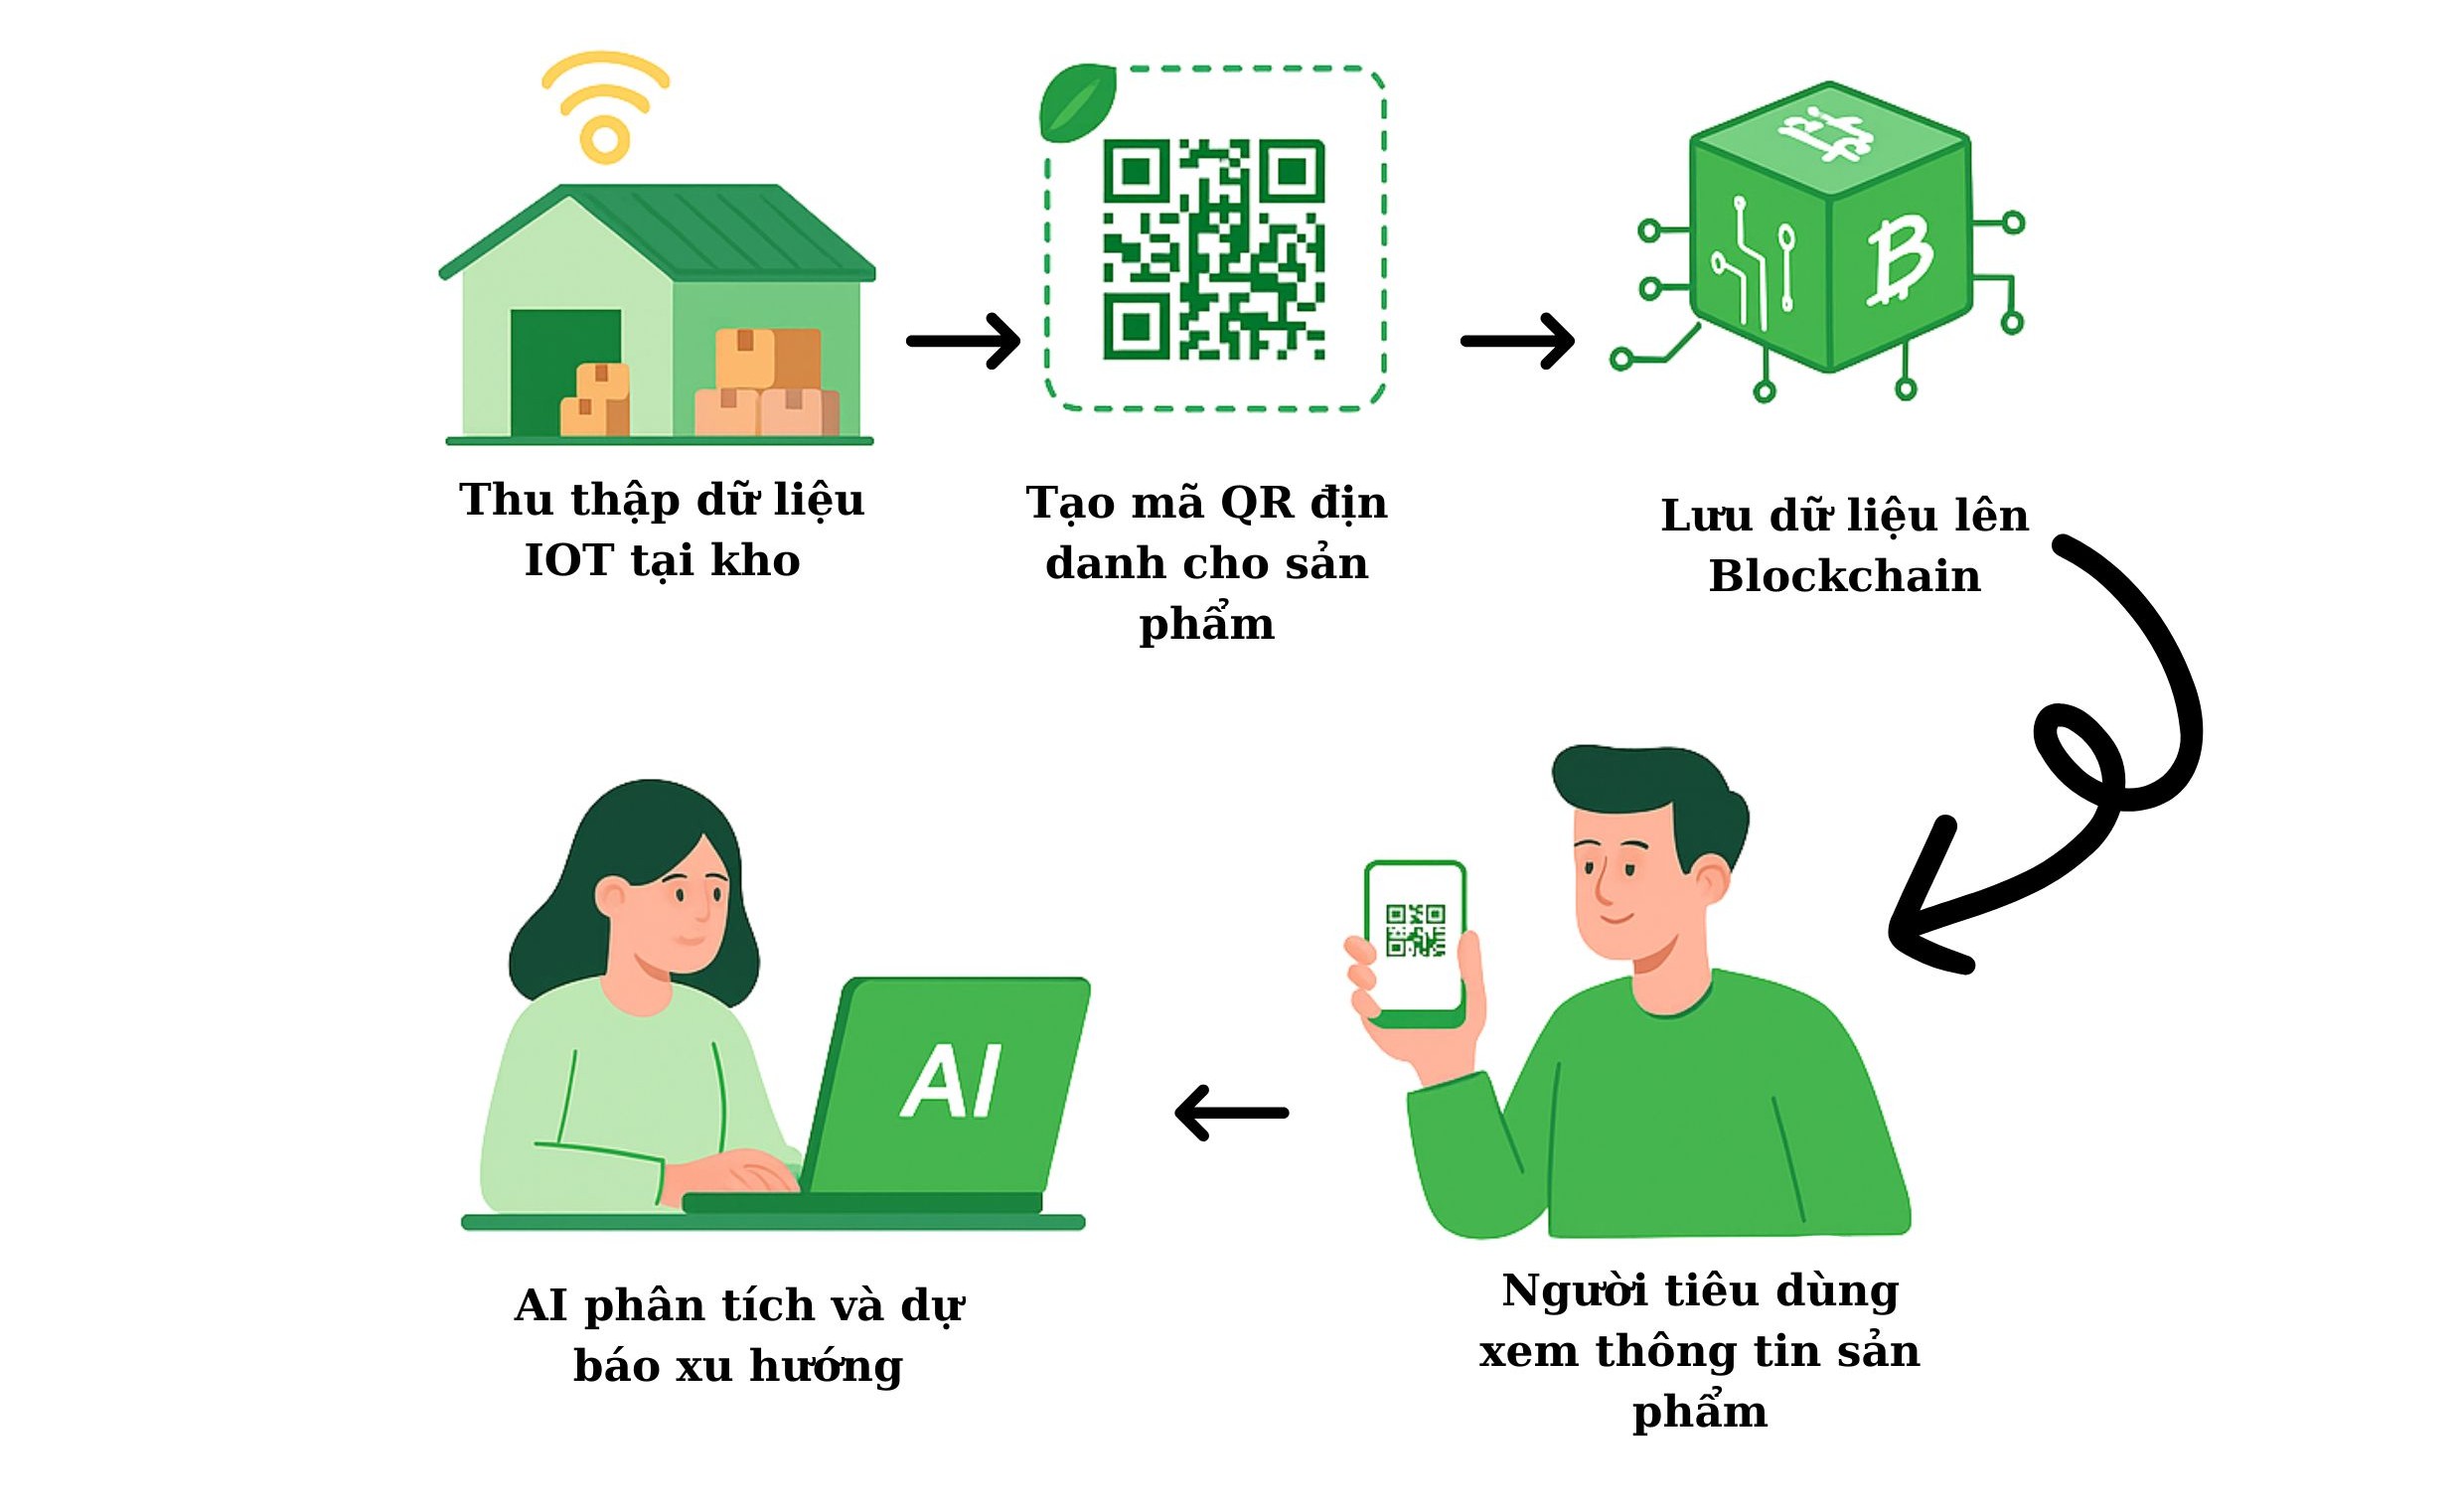 Thu thập dữ liệu
IOT tại kho
Tạo mã QR địn
danh cho sản
phẩm
Lưu dữ liệu lên
Blockchain
AI
AI phân tích và dự
báo xu hướng
Người tiêu dùng
xem thông tin sản
phẩm